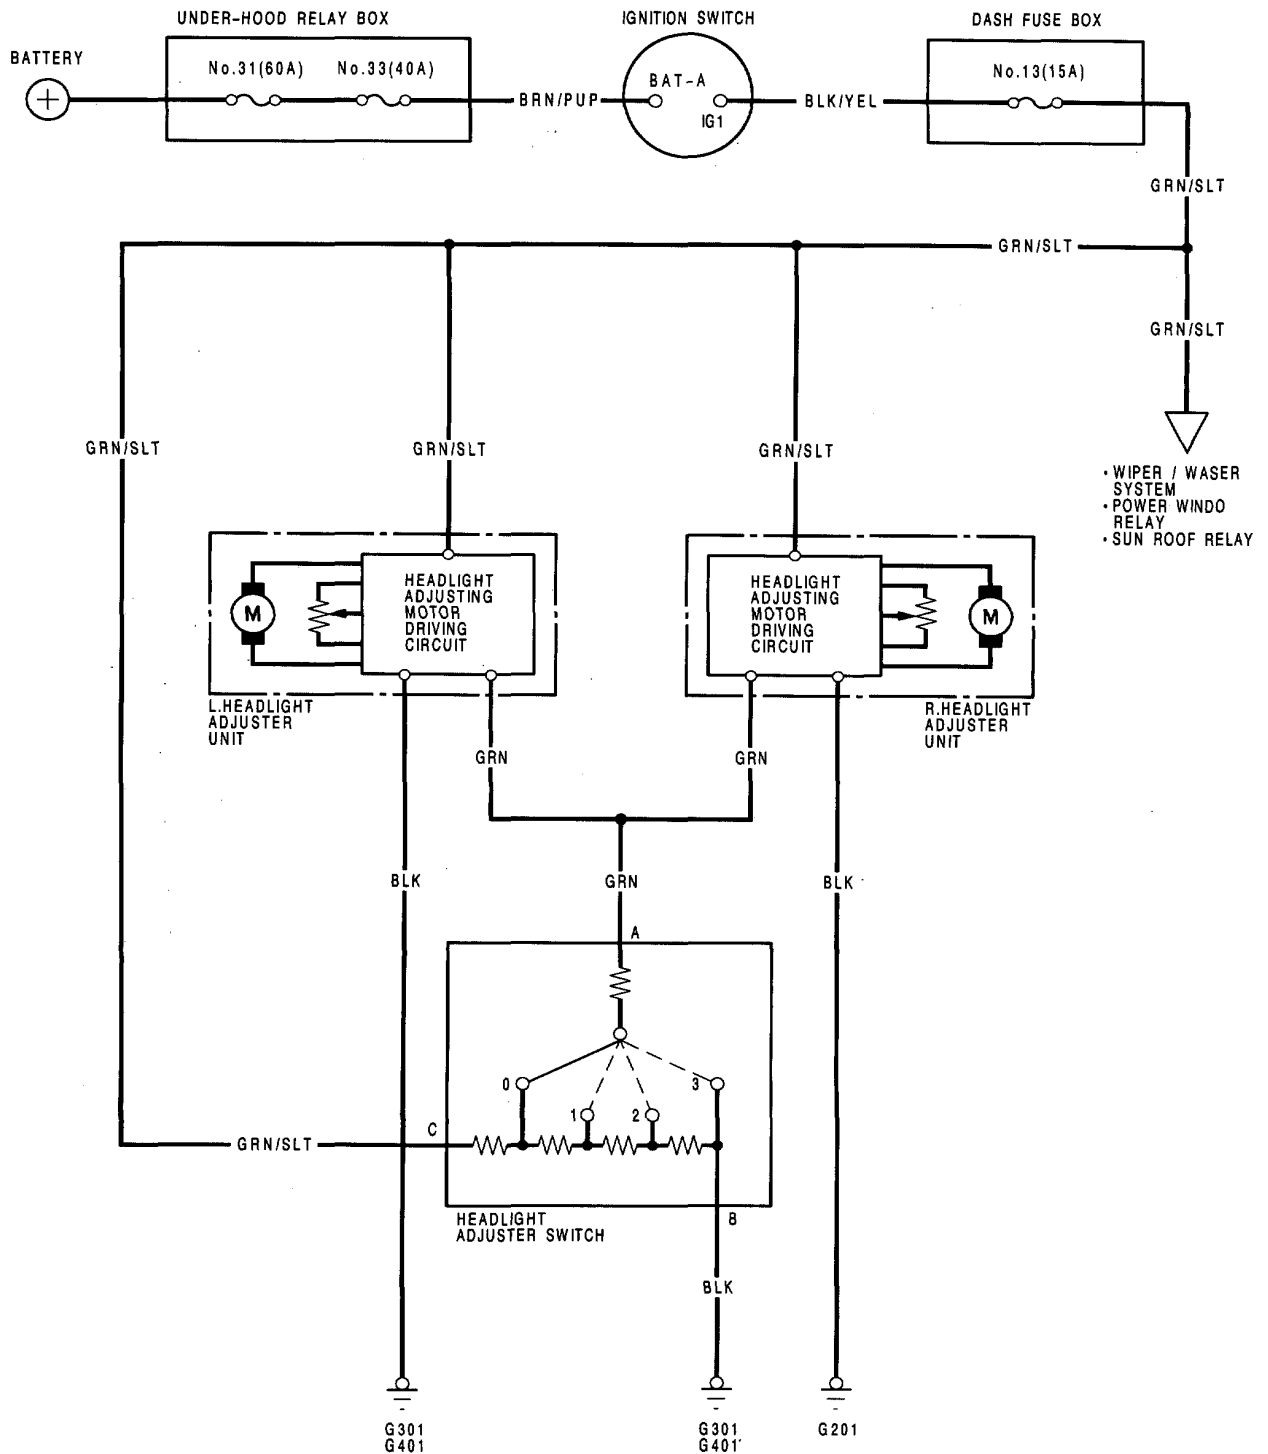 UNDER-HOOD RELAY BOX
IGNITION SWITCH
DASH FUSE BOX
BATTERY
No.31(60A)
No.33(40A)
BAT-A
No.13(15A)
BRN/PUP
BLK/YEL
IG1
GRN/SLT
GRN/SLT
GRN/SLT
GRN/SLT
GRN/SLT
GRN/SLT
• WIPER / WASER
SYSTEM
• POWER WINDO
RELAY
• SUN ROOF RELAY
HEADLIGHT
ADJUSTING
MOTOR
DRIVING
CIRCUIT
M
HEADLIGHT
ADJUSTING
MOTOR
DRIVING
CIRCUIT
M
L.HEADLIGHT
ADJUSTER
UNIT
R.HEADLIGHT
ADJUSTER
UNIT
GRN
GRN
BLK
GRN
BLK
A
0
3
1
2
C
GRN/SLT
HEADLIGHT
ADJUSTER SWITCH
B
BLK
G301
G401
G301
G401
G201